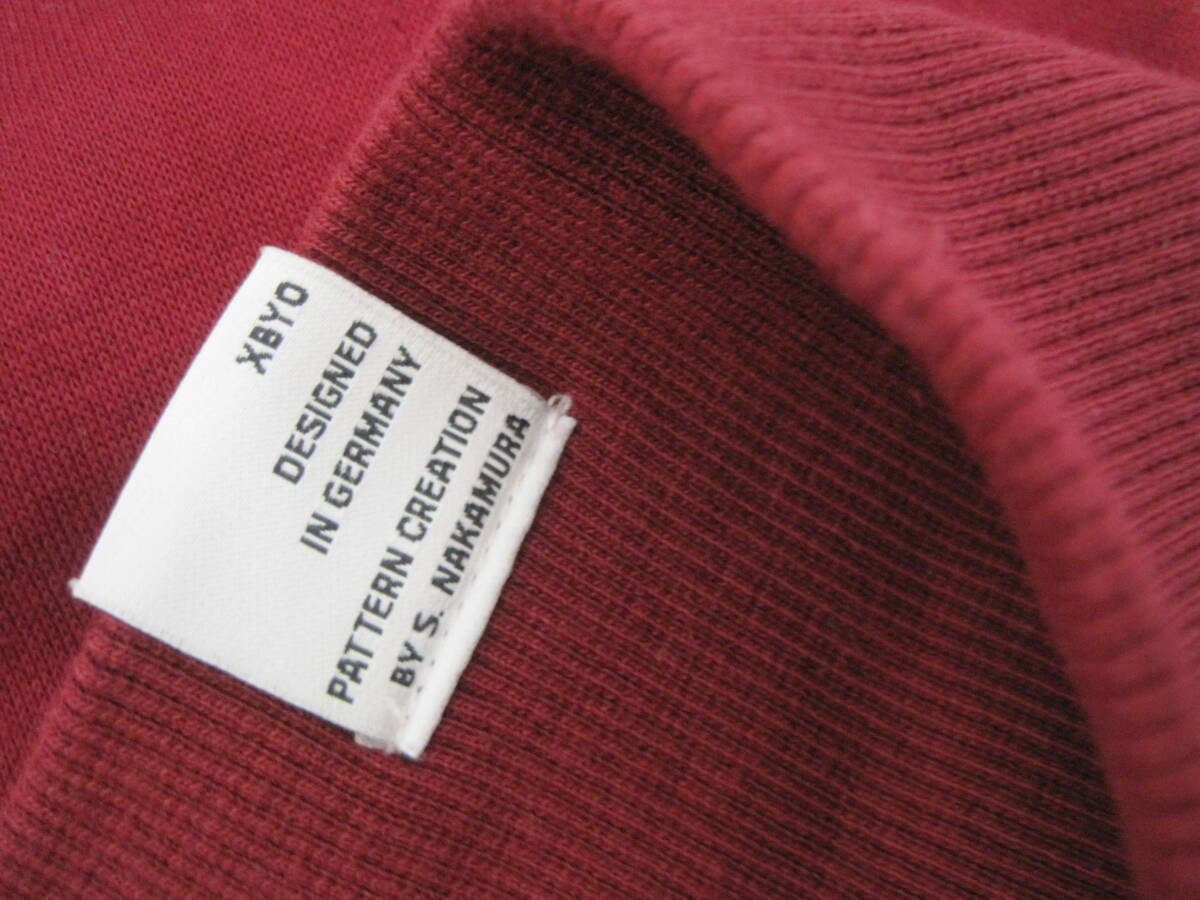 XBYO
DESIGNED
IN GERMANY
PATTERN CREATION
BY S. NAKAMURA